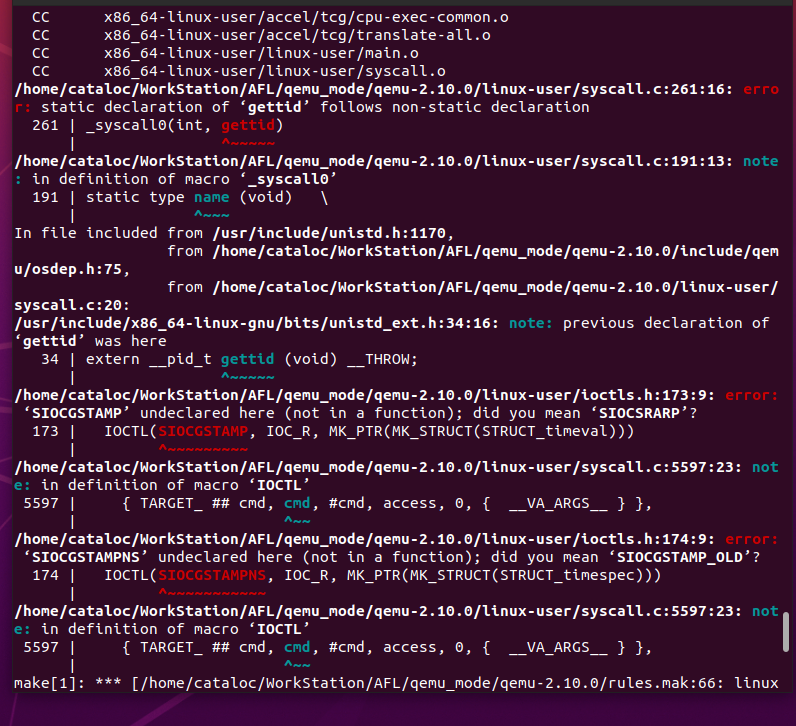 CC      x86_64-linux-user/accel/tcg/cpu-exec-common.o
CC      x86_64-linux-user/accel/tcg/translate-all.o
CC      x86_64-linux-user/linux-user/main.o
CC      x86_64-linux-user/linux-user/syscall.o
/home/cataloc/WorkStation/AFL/qemu_mode/qemu-2.10.0/linux-user/syscall.c:261:16: erro
r: static declaration of ‘gettid’ follows non-static declaration
  261 | _syscall0(int, gettid)
      |                ^~~~~~
/home/cataloc/WorkStation/AFL/qemu_mode/qemu-2.10.0/linux-user/syscall.c:191:13: note
: in definition of macro ‘_syscall0’
  191 | static type name (void)   \
      |             ^~~~
In file included from /usr/include/unistd.h:1170,
                 from /home/cataloc/WorkStation/AFL/qemu_mode/qemu-2.10.0/include/qem
u/osdep.h:75,
                 from /home/cataloc/WorkStation/AFL/qemu_mode/qemu-2.10.0/linux-user/
syscall.c:20:
/usr/include/x86_64-linux-gnu/bits/unistd_ext.h:34:16: note: previous declaration of
‘gettid’ was here
   34 | extern __pid_t gettid (void) __THROW;
      |                ^~~~~~
/home/cataloc/WorkStation/AFL/qemu_mode/qemu-2.10.0/linux-user/ioctls.h:173:9: error:
 ‘SIOCGSTAMP’ undeclared here (not in a function); did you mean ‘SIOCSRARP’?
  173 |   IOCTL(SIOCGSTAMP, IOC_R, MK_PTR(MK_STRUCT(STRUCT_timeval)))
      |         ^~~~~~~~~~
/home/cataloc/WorkStation/AFL/qemu_mode/qemu-2.10.0/linux-user/syscall.c:5597:23: not
e: in definition of macro ‘IOCTL’
 5597 |     { TARGET_ ## cmd, cmd, #cmd, access, 0, {  __VA_ARGS__ } },
      |                       ^~~
/home/cataloc/WorkStation/AFL/qemu_mode/qemu-2.10.0/linux-user/ioctls.h:174:9: error:
 ‘SIOCGSTAMPNS’ undeclared here (not in a function); did you mean ‘SIOCGSTAMP_OLD’?
  174 |   IOCTL(SIOCGSTAMPNS, IOC_R, MK_PTR(MK_STRUCT(STRUCT_timespec)))
      |         ^~~~~~~~~~~~
/home/cataloc/WorkStation/AFL/qemu_mode/qemu-2.10.0/linux-user/syscall.c:5597:23: not
e: in definition of macro ‘IOCTL’
 5597 |     { TARGET_ ## cmd, cmd, #cmd, access, 0, {  __VA_ARGS__ } },
      |                       ^~~
make[1]: *** [/home/cataloc/WorkStation/AFL/qemu_mode/qemu-2.10.0/rules.mak:66: linux